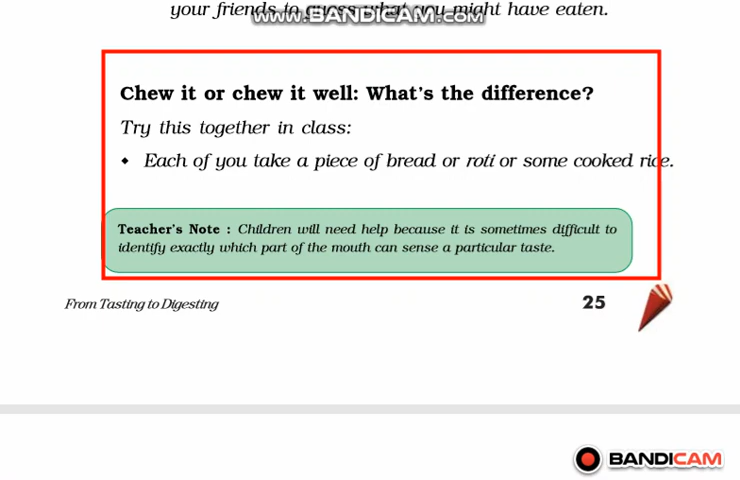 your friends to guess what you might have eaten.
WWW.BANDICAM.COM
Chew it or chew it well: What's the difference?
Try this together in class:
◆ Each of you take a piece of bread or roti or some cooked rice.
Teacher's Note : Children will need help because it is sometimes difficult to
identify exactly which part of the mouth can sense a particular taste.
From Tasting to Digesting
25
BANDICAM